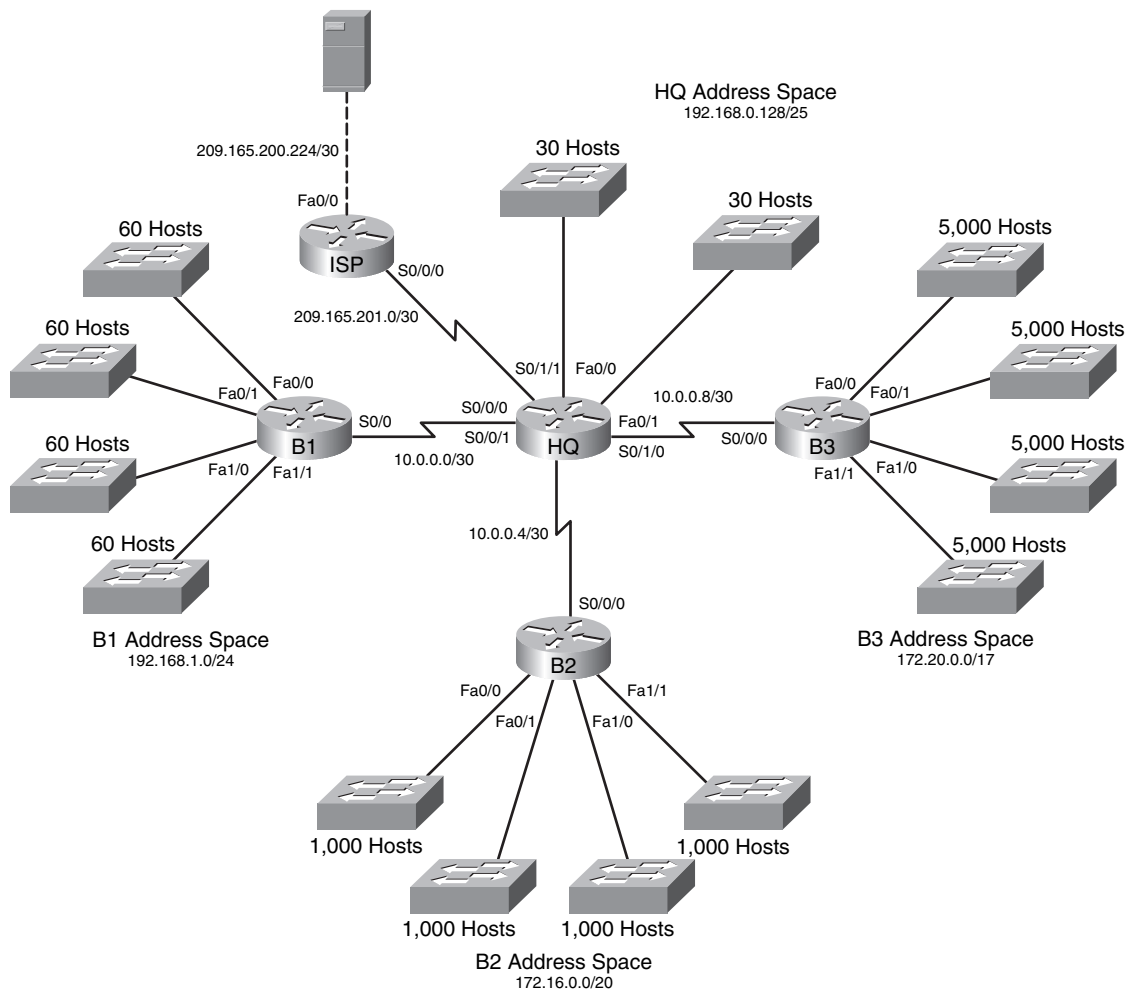 HQ Address Space
192.168.0.128/25
209.165.200.224/30
30 Hosts
Fa0/0
30 Hosts
60 Hosts
5,000 Hosts
ISP
S0/0/0
209.165.201.0/30
60 Hosts
5,000 Hosts
S0/1/1
Fa0/0
Fa0/1
Fa0/0
Fa0/0
Fa0/1
10.0.0.8/30
S0/0
S0/0/0
Fa0/1
60 Hosts
B1
S0/0/1
HQ
S0/1/0
S0/0/0
B3
5,000 Hosts
10.0.0.0/30
Fa1/0
Fa1/1
Fa1/1
Fa1/0
10.0.0.4/30
60 Hosts
5,000 Hosts
S0/0/0
B1 Address Space
192.168.1.0/24
B3 Address Space
172.20.0.0/17
B2
Fa0/0
Fa1/1
Fa0/1
Fa1/0
1,000 Hosts
1,000 Hosts
1,000 Hosts
1,000 Hosts
B2 Address Space
172.16.0.0/20